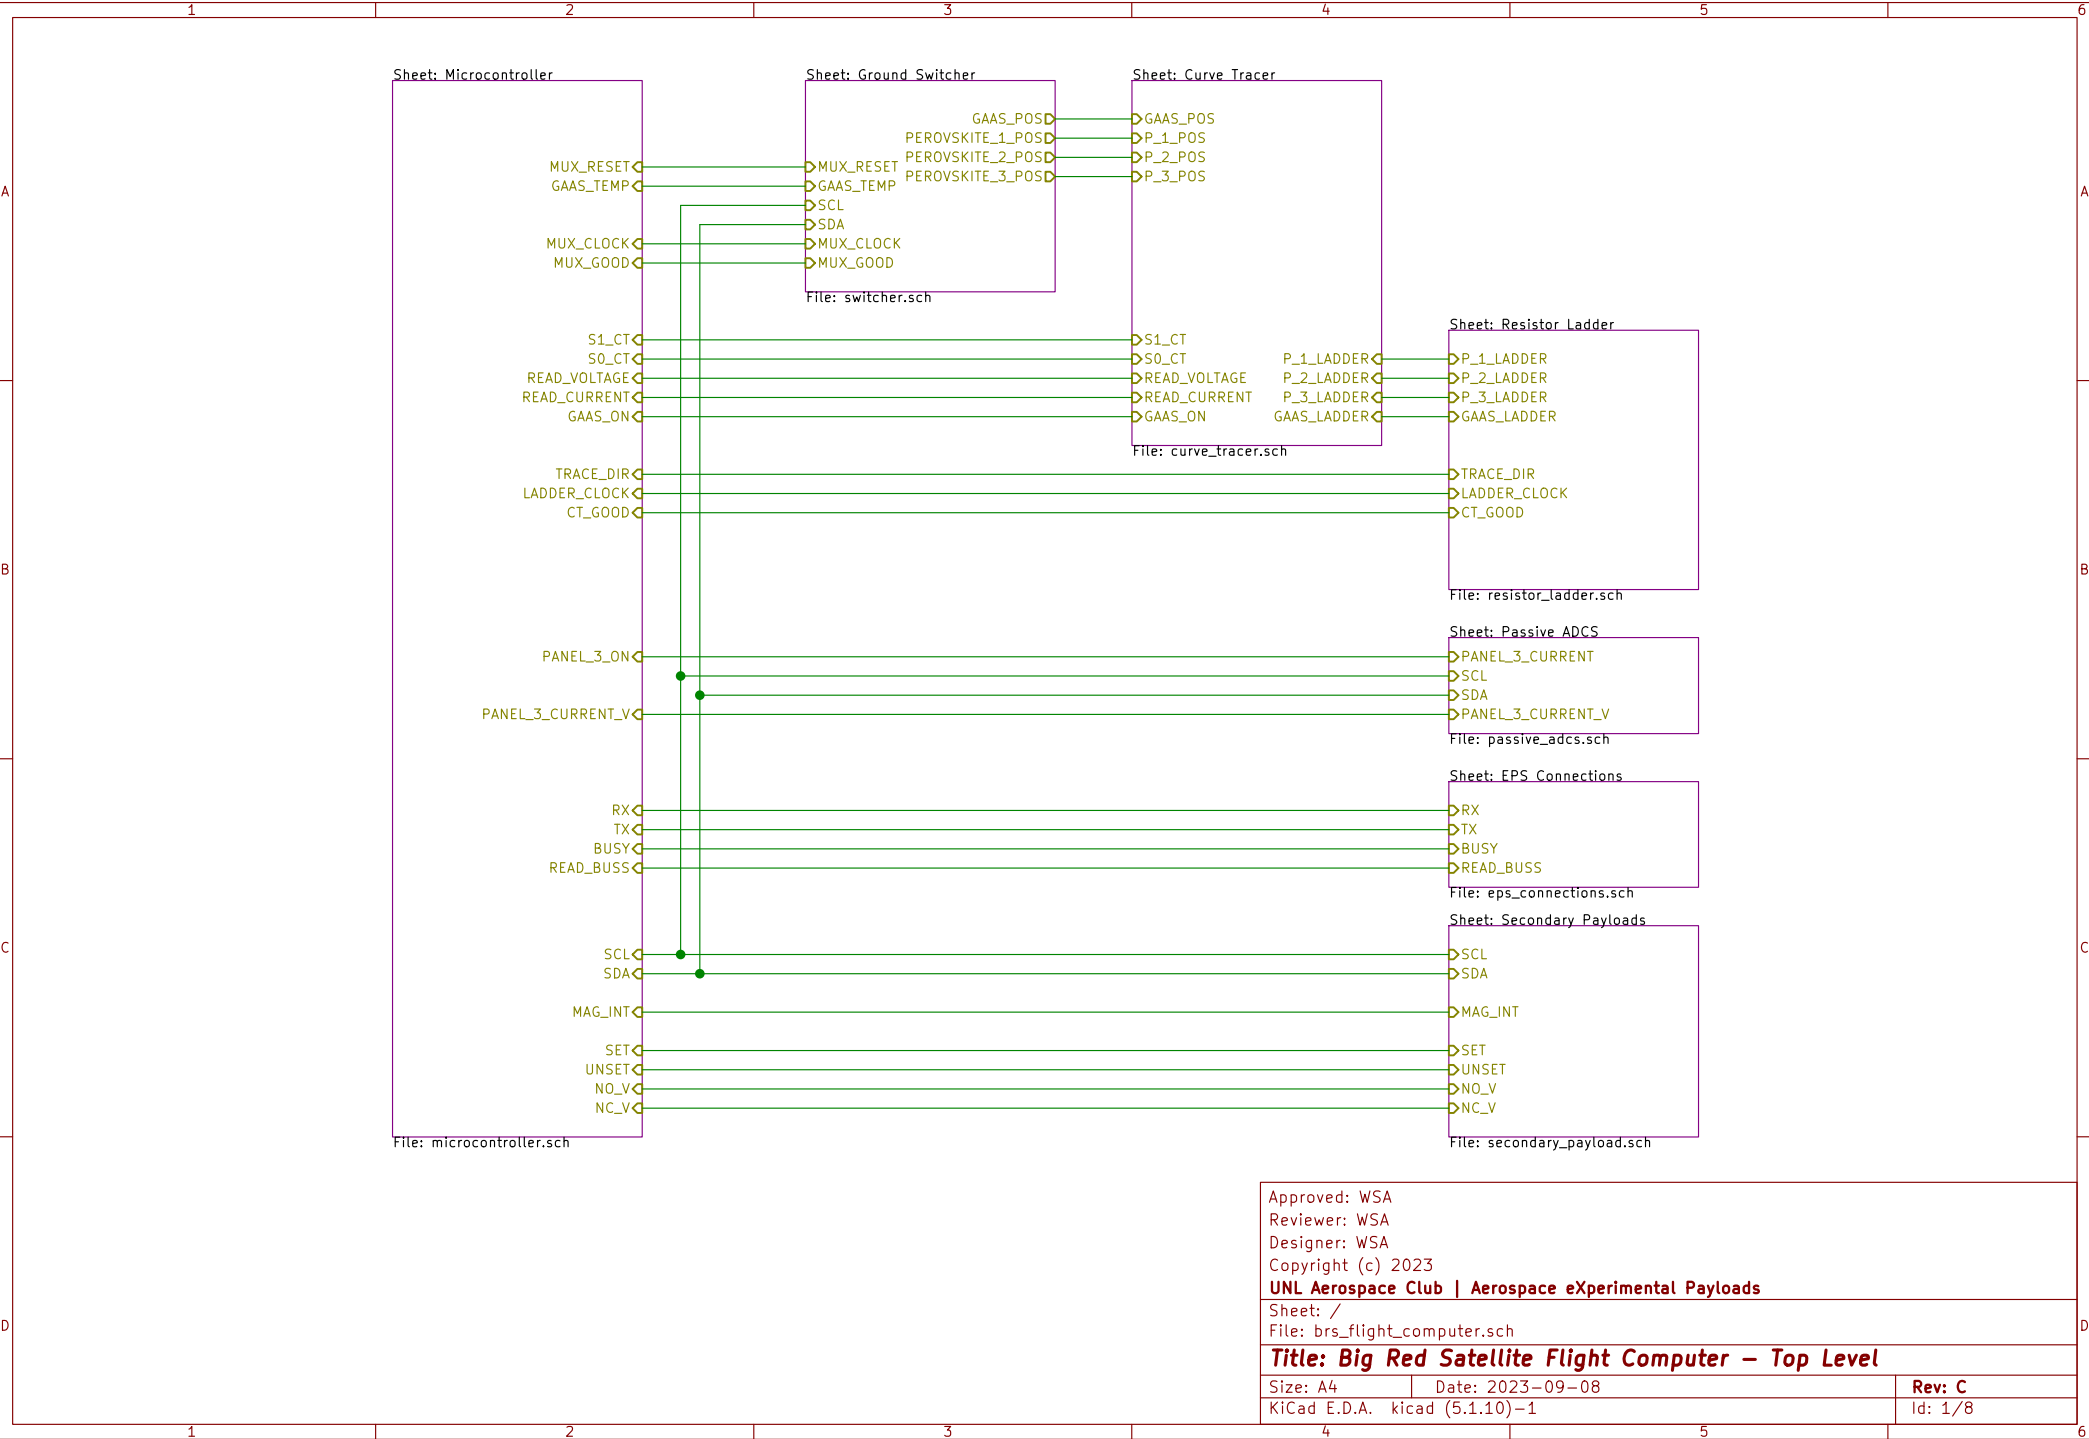 1 2 3 4 5 6
Sheet: Microcontroller
MUX_RESET
GAAS_TEMP
MUX_CLOCK
MUX_GOOD
S1_CT
S0_CT
READ_VOLTAGE
READ_CURRENT
GAAS_ON
TRACE_DIR
LADDER_CLOCK
CT_GOOD
PANEL_3_ON
PANEL_3_CURRENT_V
RX
TX
BUSY
READ_BUSS
SCL
SDA
MAG_INT
SET
UNSET
NO_V
NC_V
File: microcontroller.sch
Sheet: Ground Switcher
GAAS_POS
PEROVSKITE_1_POS
PEROVSKITE_2_POS
PEROVSKITE_3_POS
MUX_RESET
GAAS_TEMP
SCL
SDA
MUX_CLOCK
MUX_GOOD
File: switcher.sch
Sheet: Curve Tracer
GAAS_POS
P_1_POS
P_2_POS
P_3_POS
S1_CT
S0_CT
READ_VOLTAGE
READ_CURRENT
GAAS_ON
P_1_LADDER
P_2_LADDER
P_3_LADDER
GAAS_LADDER
File: curve_tracer.sch
Sheet: Resistor Ladder
P_1_LADDER
P_2_LADDER
P_3_LADDER
GAAS_LADDER
TRACE_DIR
LADDER_CLOCK
CT_GOOD
File: resistor_ladder.sch
Sheet: Passive ADCS
PANEL_3_CURRENT
SCL
SDA
PANEL_3_CURRENT_V
File: passive_adcs.sch
Sheet: EPS Connections
RX
TX
BUSY
READ_BUSS
File: eps_connections.sch
Sheet: Secondary Payloads
SCL
SDA
MAG_INT
SET
UNSET
NO_V
NC_V
File: secondary_payload.sch
A A
B B
C C
D D
Approved: WSA
Reviewer: WSA
Designer: WSA
Copyright (c) 2023
UNL Aerospace Club | Aerospace eXperimental Payloads
Sheet: /
File: brs_flight_computer.sch
Title: Big Red Satellite Flight Computer – Top Level
Size: A4 Date: 2023-09-08 Rev: C
KiCad E.D.A. kicad (5.1.10)-1 Id: 1/8
1 2 3 4 5 6